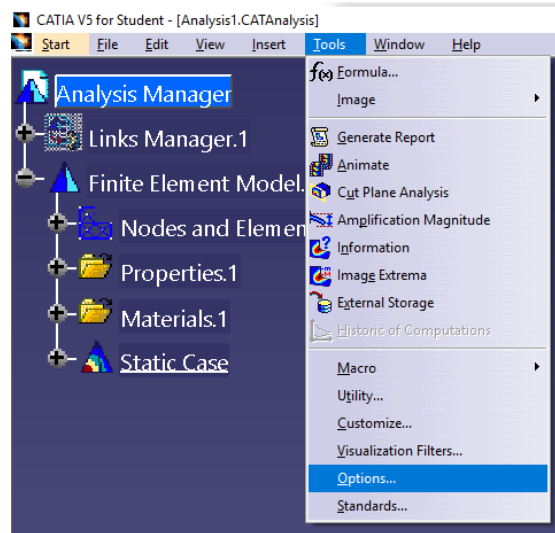 CATIA V5 for Student - [Analysis1.CATAnalysis]
Start File Edit View Insert Tools Window Help
Analysis Manager
Links Manager.1
Finite Element Model.
Nodes and Elemen
Properties.1
Materials.1
Static Case
f(x) Formula...
Image
Generate Report
Animate
Cut Plane Analysis
Amplification Magnitude
Information
Image Extrema
External Storage
Historic of Computations
Macro
Utility...
Customize...
Visualization Filters...
Options...
Standards...